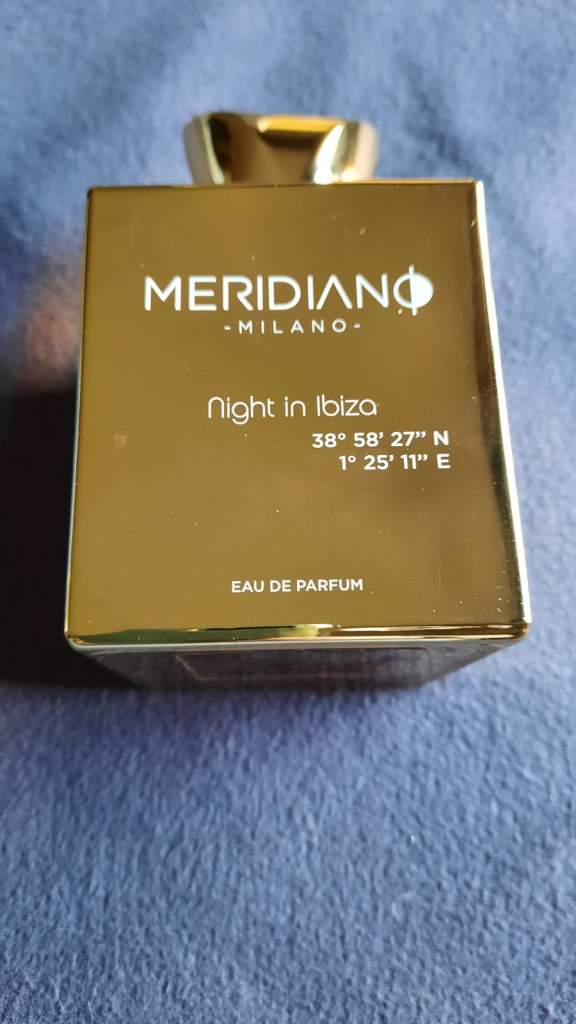 MERIDIANO
-MILANO-
Night in Ibiza
38° 58' 27” N
1° 25' 11” E
EAU DE PARFUM